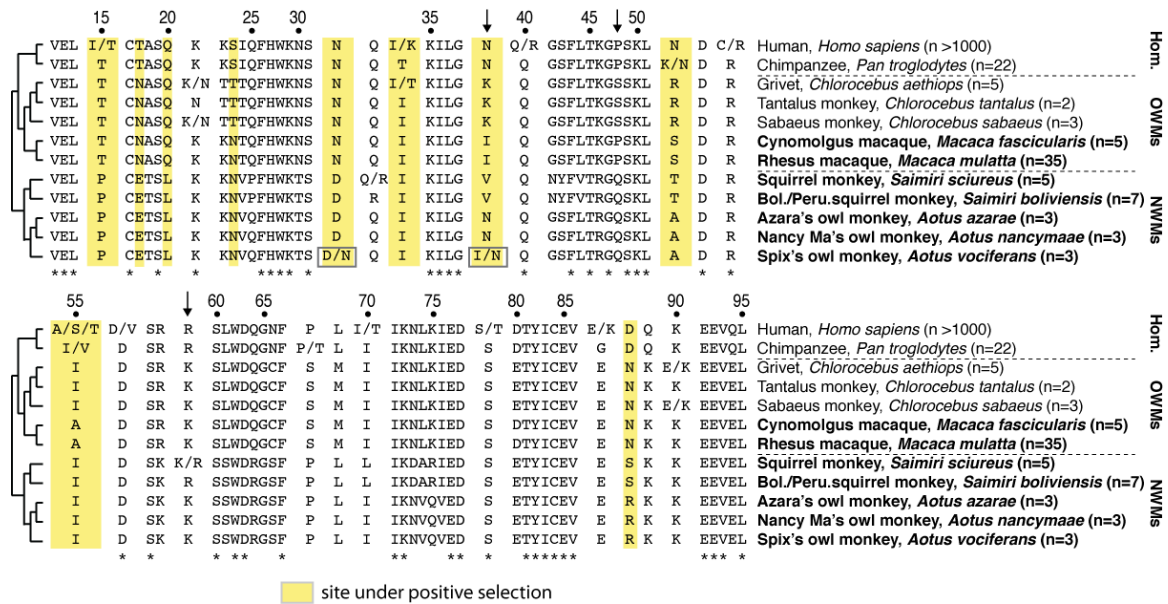 15 20 25 30 35 40 45 50
VEL I/T CTASQ K KSIQFHWKNS N Q I/K KILG N Q/R GSFLTKGPSKL N D C/R Human, Homo sapiens (n >1000)
VEL T CTASQ K KSIQFHWKNS N Q T KILG N Q GSFLTKGPSKL K/N D R Chimpanzee, Pan troglodytes (n=22)
VEL T CNASQ K/N TTTQFHWKNS N Q I/T KILG K Q GSFLTKGPSKL R D R Grivet, Chlorocebus aethiops (n=5)
VEL T CNASQ N TTTQFHWKNS N Q I KILG K Q GSFLTKGPSKL R D R Tantalus monkey, Chlorocebus tantalus (n=2)
VEL T CNASQ K/N TTTQFHWKNS N Q I KILG K Q GSFLTKGPSKL R D R Sabaeus monkey, Chlorocebus sabaeus (n=3)
VEL T CNASQ K KNTQFHWKNS N Q I KILG I Q GSFLTKGPSKL S D R Cynomolgus macaque, Macaca fascicularis (n=5)
VEL T CNASQ K KNTQFHWKNS N Q I KILG I Q GSFLTKGPSKL S D R Rhesus macaque, Macaca mulatta (n=35)
VEL P CETSL K KNVPFHWKNS D Q/R I KILG V Q NYFVTRGQSKL T D R Squirrel monkey, Saimiri sciureus (n=5)
VEL P CETSL K KNVPFHWKNS D R I KILG V Q NYFVTRGQSKL T D R Bol./Peru.squirrel monkey, Saimiri boliviensis (n=7)
VEL P CETSL K KNVQFHWKTS D Q I KILG N Q GSFLTRGQSKL A D R Azara's owl monkey, Aotus azarae (n=3)
VEL P CETSL K KNVQFHWKTS D Q I KILG N Q GSFLTRGQSKL A D R Nancy Ma's owl monkey, Aotus nancymaae (n=3)
VEL P CETSL K KNVQFHWKTS D/N Q I KILG I/N Q GSFLTRGQSKL A D R Spix's owl monkey, Aotus vociferans (n=3)
Hom.
OWMs
NWMs
55 60 65 70 75 80 85 90 95
A/S/T D/V SR R SLWDQGNF P L I/T IKNLKIED S/T DTYICEV E/K D Q K EEVQL Human, Homo sapiens (n >1000)
I/V D SR R SLWDQGNF P/T L I IKNLKIED S DTYICEV G D Q K EEVQL Chimpanzee, Pan troglodytes (n=22)
I D SR K SLWDQGCF S M I IKNLKIED S DTYICEV E N K E/K EEVEL Grivet, Chlorocebus aethiops (n=5)
I D SR K SLWDQGCF S M I IKNLKIED S DTYICEV E N K K EEVEL Tantalus monkey, Chlorocebus tantalus (n=2)
I D SR K SLWDQGCF S M I IKNLKIED S DTYICEV E N K E/K EEVEL Sabaeus monkey, Chlorocebus sabaeus (n=3)
A D SR K SLWDQGCF S M I IKNLKIED S DTYICEV E N K K EEVEL Cynomolgus macaque, Macaca fascicularis (n=5)
A D SR K SLWDQGCF S M I IKNLKIED S DTYICEV E N K K EEVEL Rhesus macaque, Macaca mulatta (n=35)
I D SK K/R SSWDRGSF P L L IKDARIED S ETYICEV E S K K EEVEL Squirrel monkey, Saimiri sciureus (n=5)
I D SK R SSWDRGSF P L L IKDARIED S ETYICEV E S K K EEVEL Bol./Peru.squirrel monkey, Saimiri boliviensis (n=7)
I D SK K SSWDRGSF P L I IKNVQVED S ETYICEV E R K K EEVEL Azara's owl monkey, Aotus azarae (n=3)
I D SK K SSWDRGSF P L I IKNVQVED S ETYICEV E R K K EEVEL Nancy Ma's owl monkey, Aotus nancymaae (n=3)
I D SK K SSWDRGSF P L I IKNVQVED S ETYICEV E R K K EEVEL Spix's owl monkey, Aotus vociferans (n=3)
Hom.
OWMs
NWMs
site under positive selection